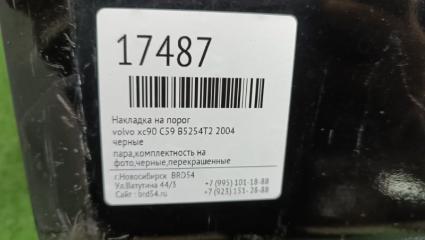 17487
Накладка на порог
volvo xc90 C59 B5254T2 2004
черные
пара,комплектность на
фото,черные,перекрашенные
г.Новосибирск BRD54
Ул.Ватутина 44/3 +7 (995) 101-18-88
Сайт : brd54.ru +7 (923) 151-28-88